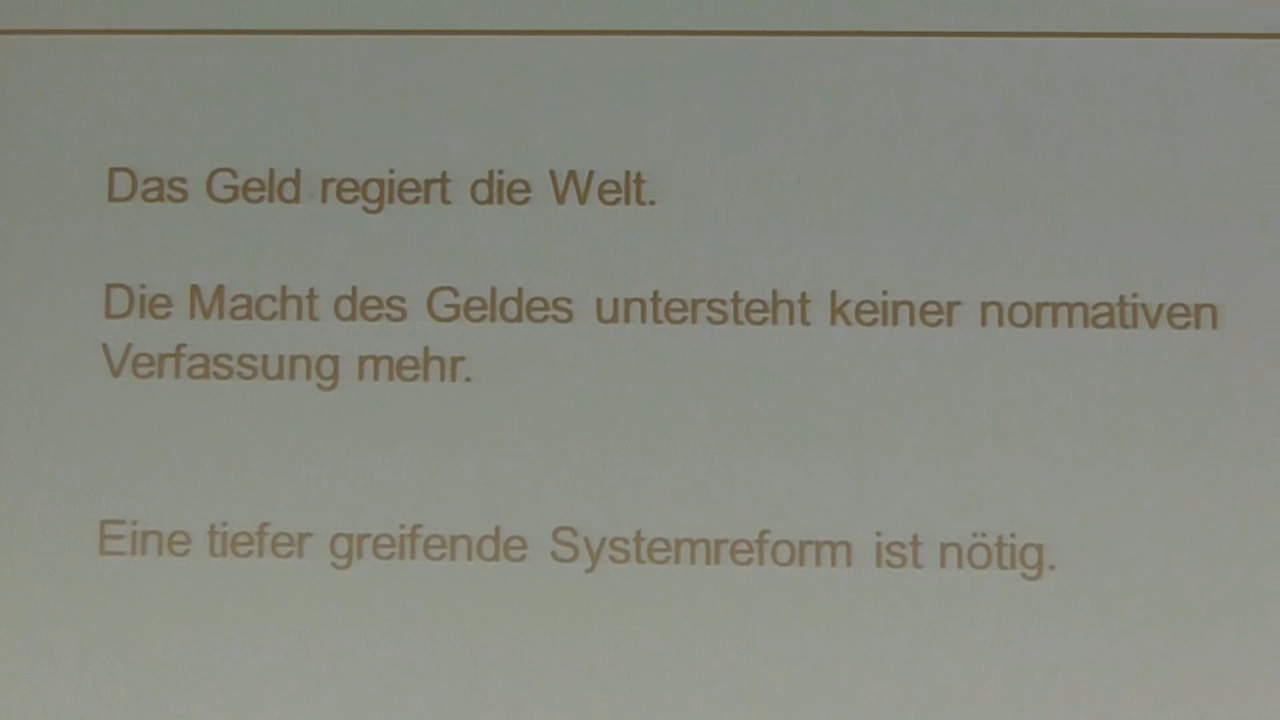 Das Geld regiert die Welt.
Die Macht des Geldes untersteht keiner normativen
Verfassung mehr.
Eine tiefer greifende Systemreform ist nötig.